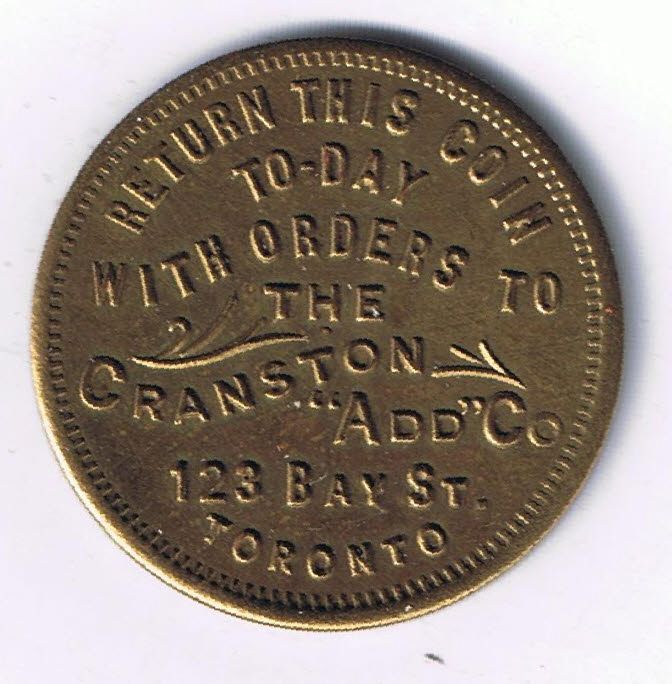 RETURN THIS COIN
TO-DAY
WITH ORDERS TO
THE
CRANSTON
"ADD" CO
123 BAY ST.
TORONTO